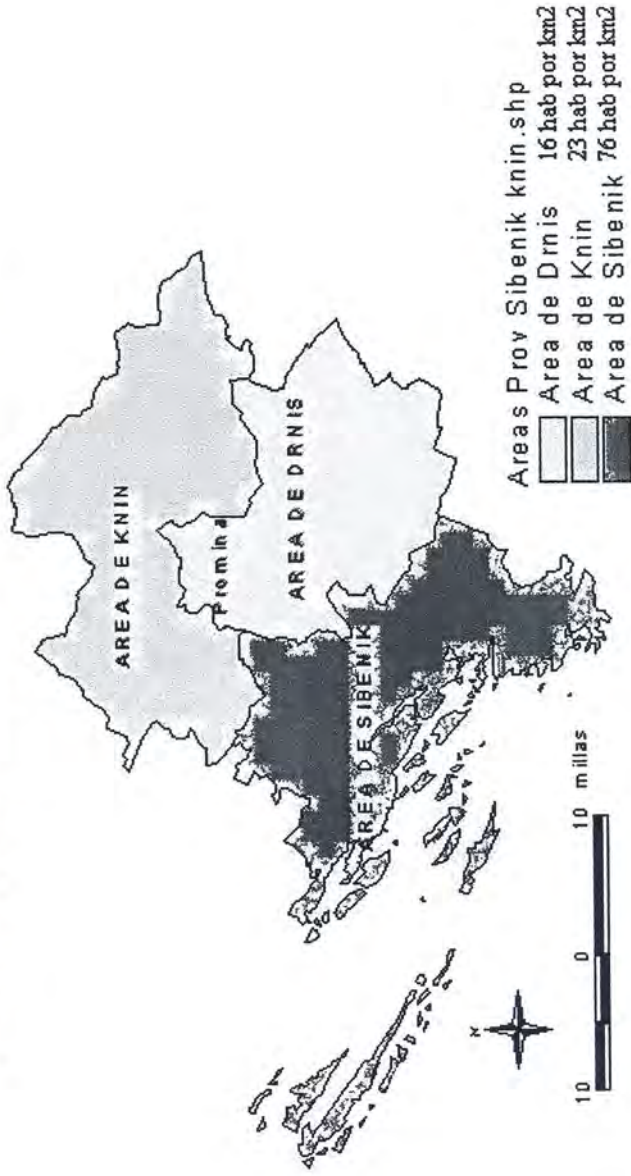 AREA DE KNIN
Promina
AREA DE DRNIS
AREA DE SIBENIK
N
10 0 10 millas
Areas Prov Sibenik knin.shp
Area de Drnis 16 hab por km2
Area de Knin 23 hab por km2
Area de Sibenik 76 hab por km2